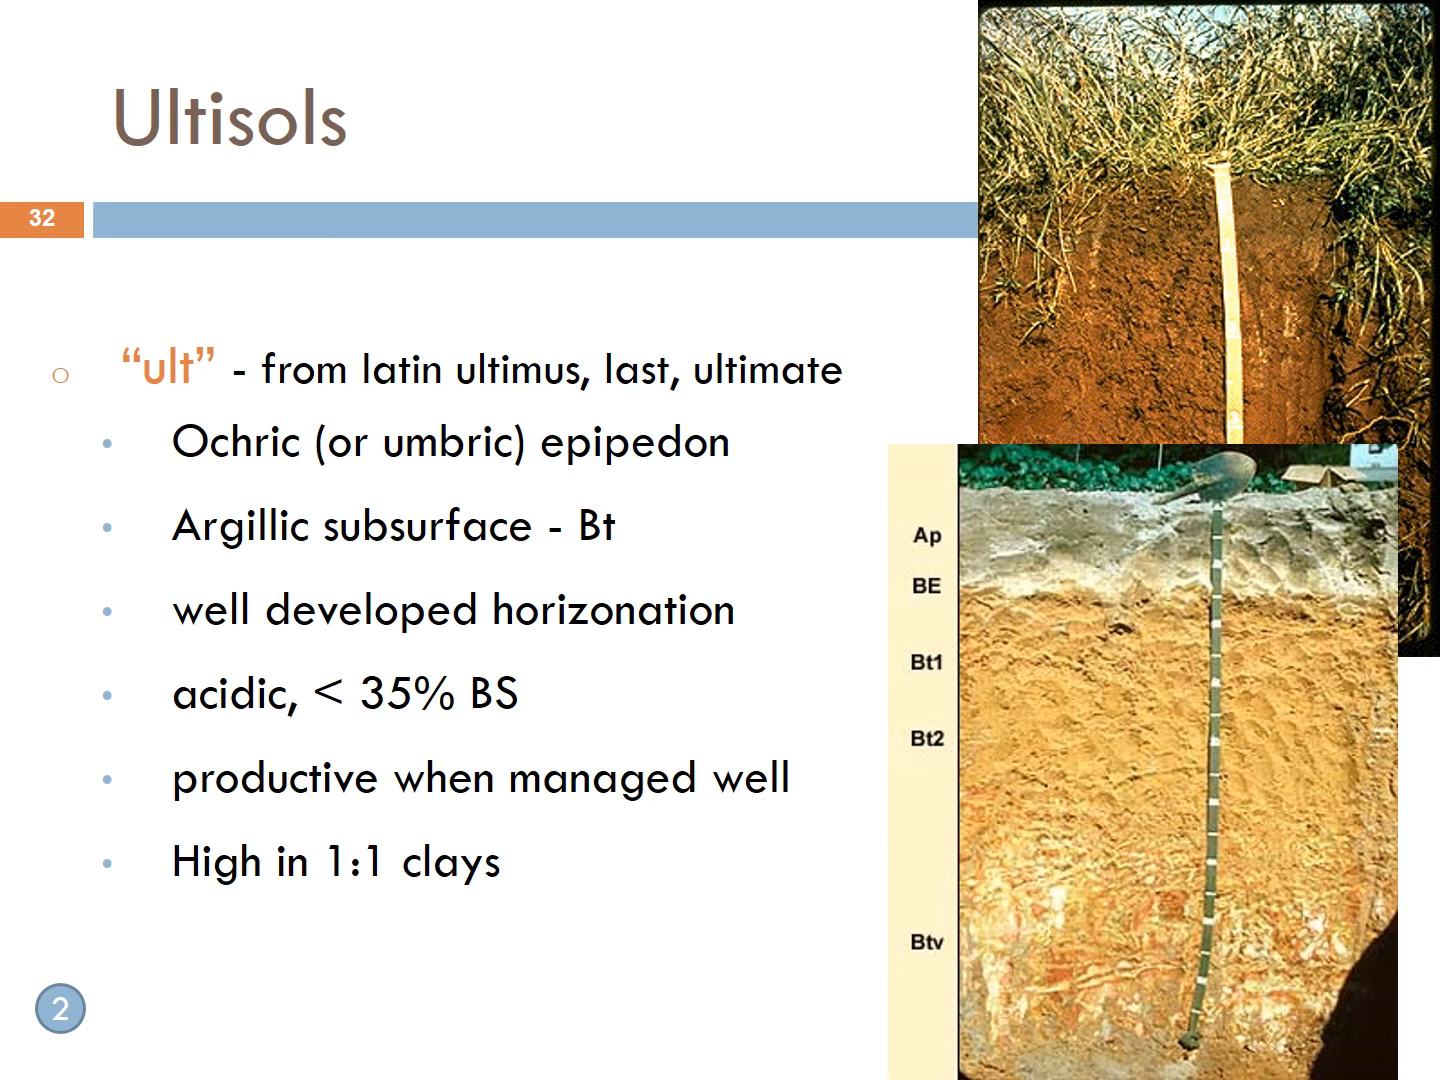 Ultisols
32
“ult” - from latin ultimus, last, ultimate
Ochric (or umbric) epipedon
Argillic subsurface - Bt
well developed horizonation
acidic, < 35% BS
productive when managed well
High in 1:1 clays
2
Ap
BE
Bt1
Bt2
Btv